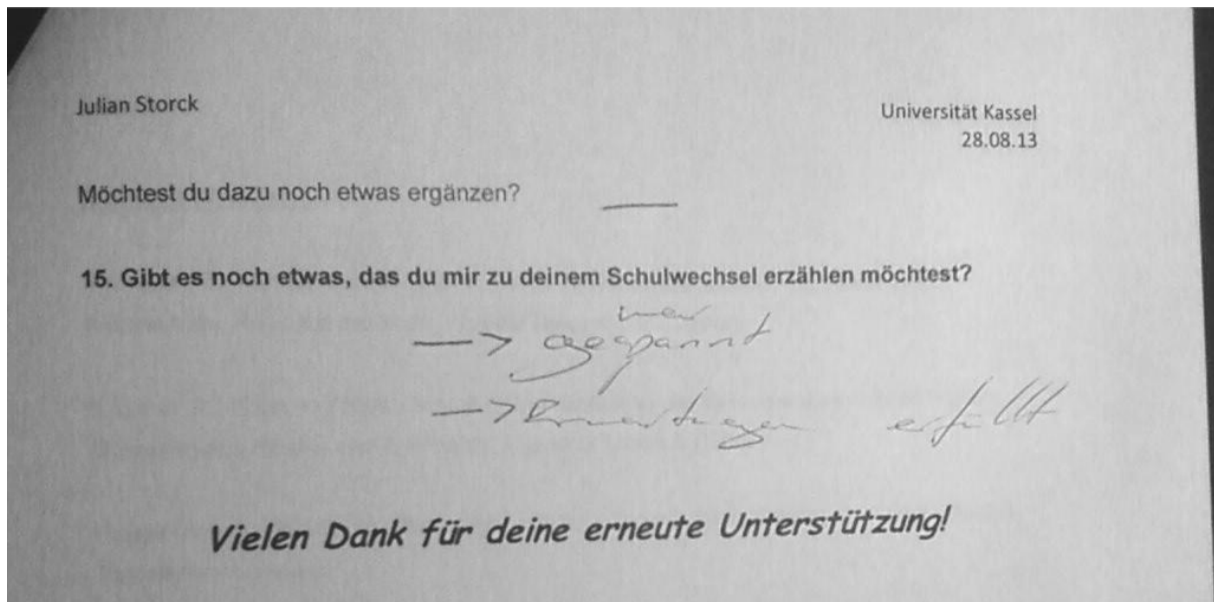 Julian Storck
Universität Kassel
28.08.13
Möchtest du dazu noch etwas ergänzen?
15. Gibt es noch etwas, das du mir zu deinem Schulwechsel erzählen möchtest?
war
—> gespannt
—> Erwartungen erfüllt
Vielen Dank für deine erneute Unterstützung!